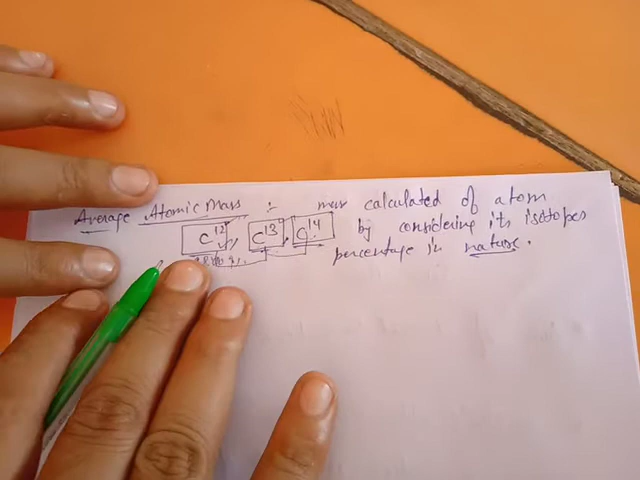 Average Atomic Mass :- mass calculated of atom
by considering its isotopes
percentage in nature.
C¹² C¹³, C¹⁴